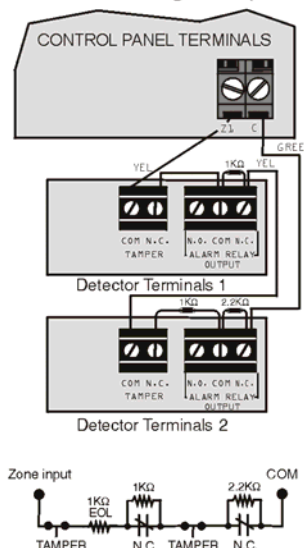 CONTROL PANEL TERMINALS
Z1 C
GREE
YEL
1KΩ
YEL
COM N.C. N.O. COM N.C.
TAMPER ALARM RELAY
OUTPUT
Detector Terminals 1
1KΩ 2.2KΩ
COM N.C. N.O. COM N.C.
TAMPER ALARM RELAY
OUTPUT
Detector Terminals 2
Zone input COM
1KΩ 2.2KΩ
1KΩ
EOL
TAMPER N.C. TAMPER N.C.